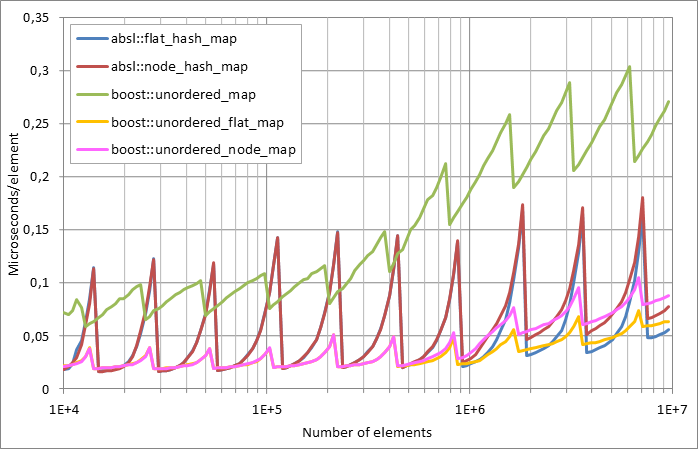 0,35
0,3
0,25
0,2
0,15
0,1
0,05
0
Microseconds/element
absl::flat_hash_map
absl::node_hash_map
boost::unordered_map
boost::unordered_flat_map
boost::unordered_node_map
1E+4 1E+5 1E+6 1E+7
Number of elements